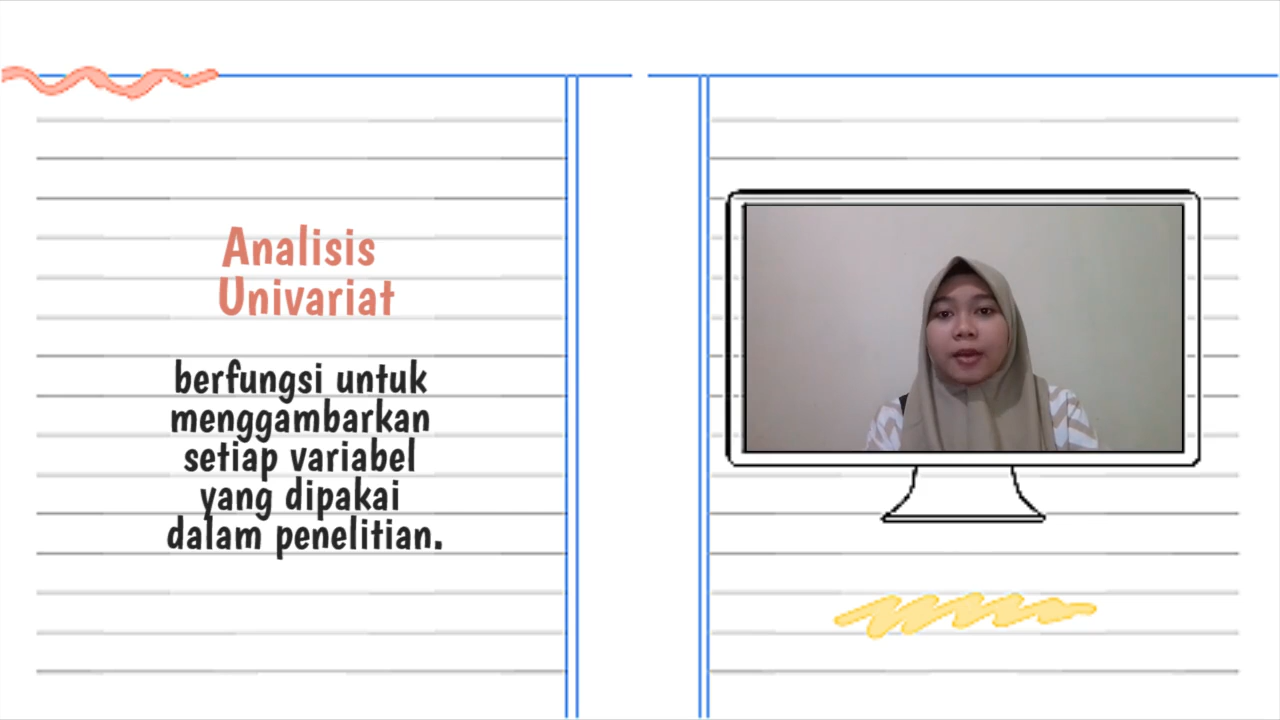 Analisis
Univariat
berfungsi untuk
menggambarkan
setiap variabel
yang dipakai
dalam penelitian.